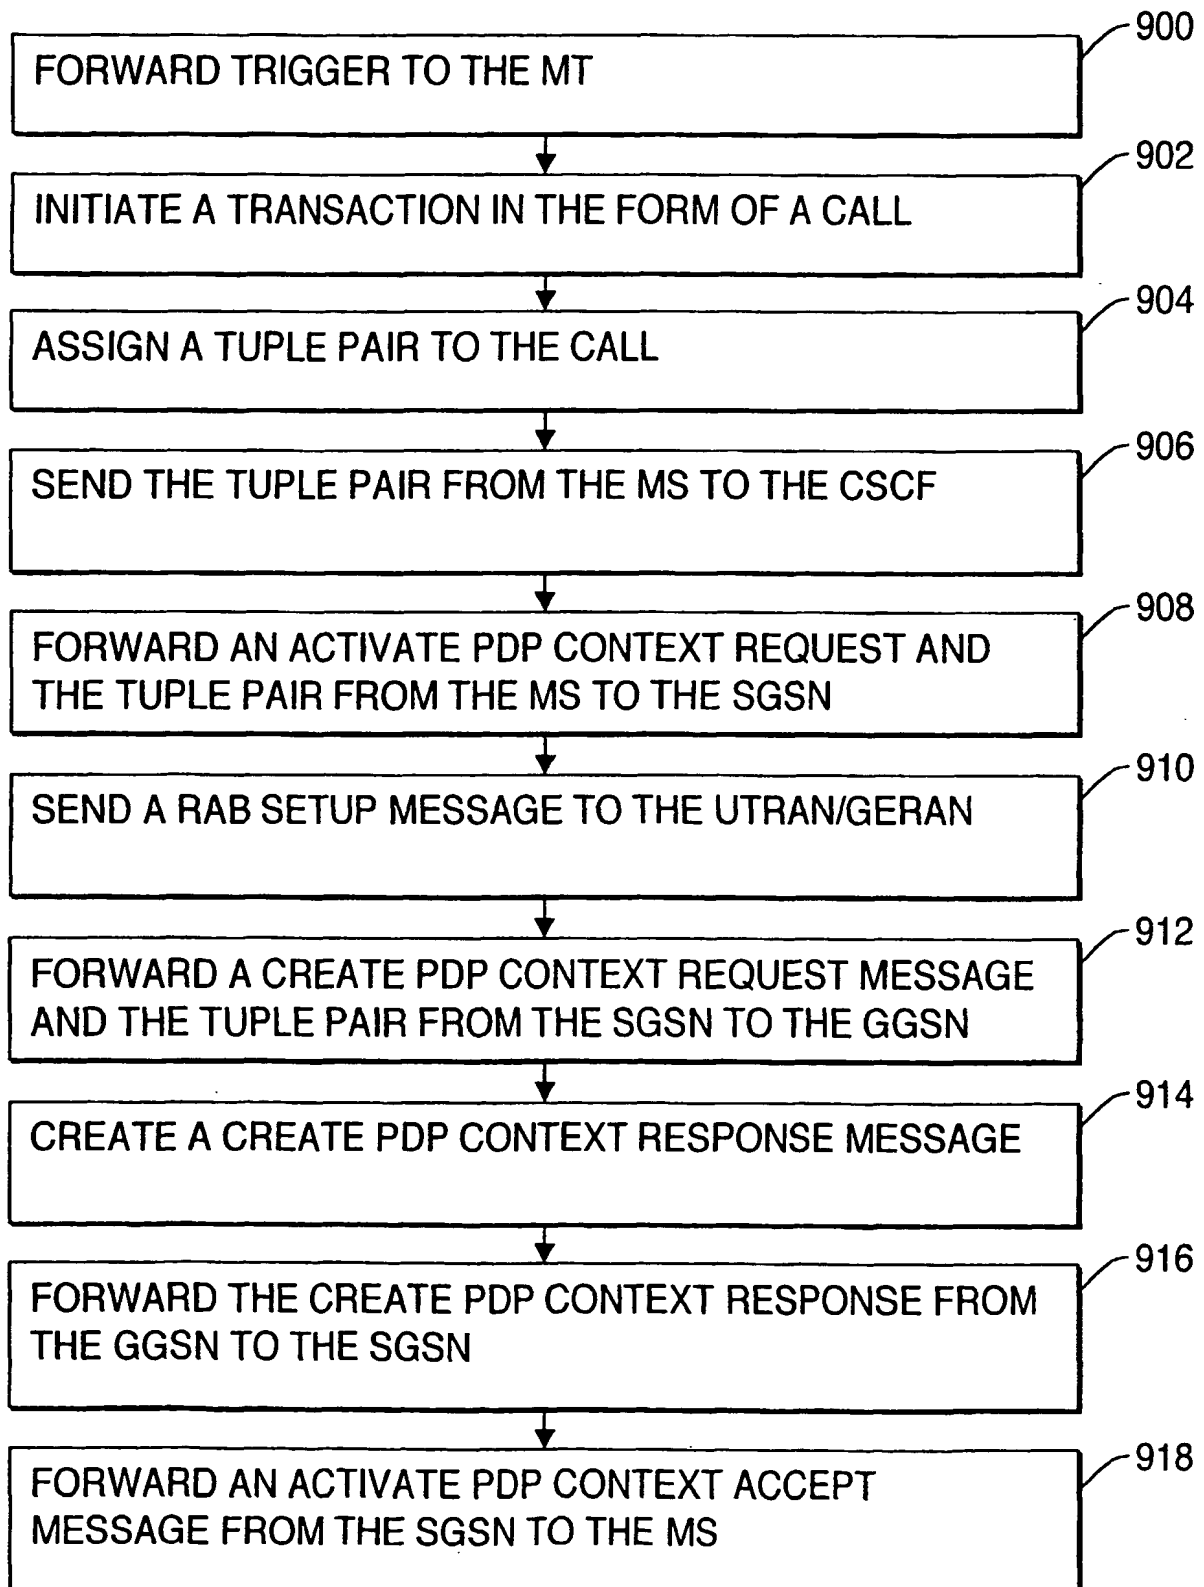 900
FORWARD TRIGGER TO THE MT
902
INITIATE A TRANSACTION IN THE FORM OF A CALL
904
ASSIGN A TUPLE PAIR TO THE CALL
906
SEND THE TUPLE PAIR FROM THE MS TO THE CSCF
908
FORWARD AN ACTIVATE PDP CONTEXT REQUEST AND
THE TUPLE PAIR FROM THE MS TO THE SGSN
910
SEND A RAB SETUP MESSAGE TO THE UTRAN/GERAN
912
FORWARD A CREATE PDP CONTEXT REQUEST MESSAGE
AND THE TUPLE PAIR FROM THE SGSN TO THE GGSN
914
CREATE A CREATE PDP CONTEXT RESPONSE MESSAGE
916
FORWARD THE CREATE PDP CONTEXT RESPONSE FROM
THE GGSN TO THE SGSN
918
FORWARD AN ACTIVATE PDP CONTEXT ACCEPT
MESSAGE FROM THE SGSN TO THE MS